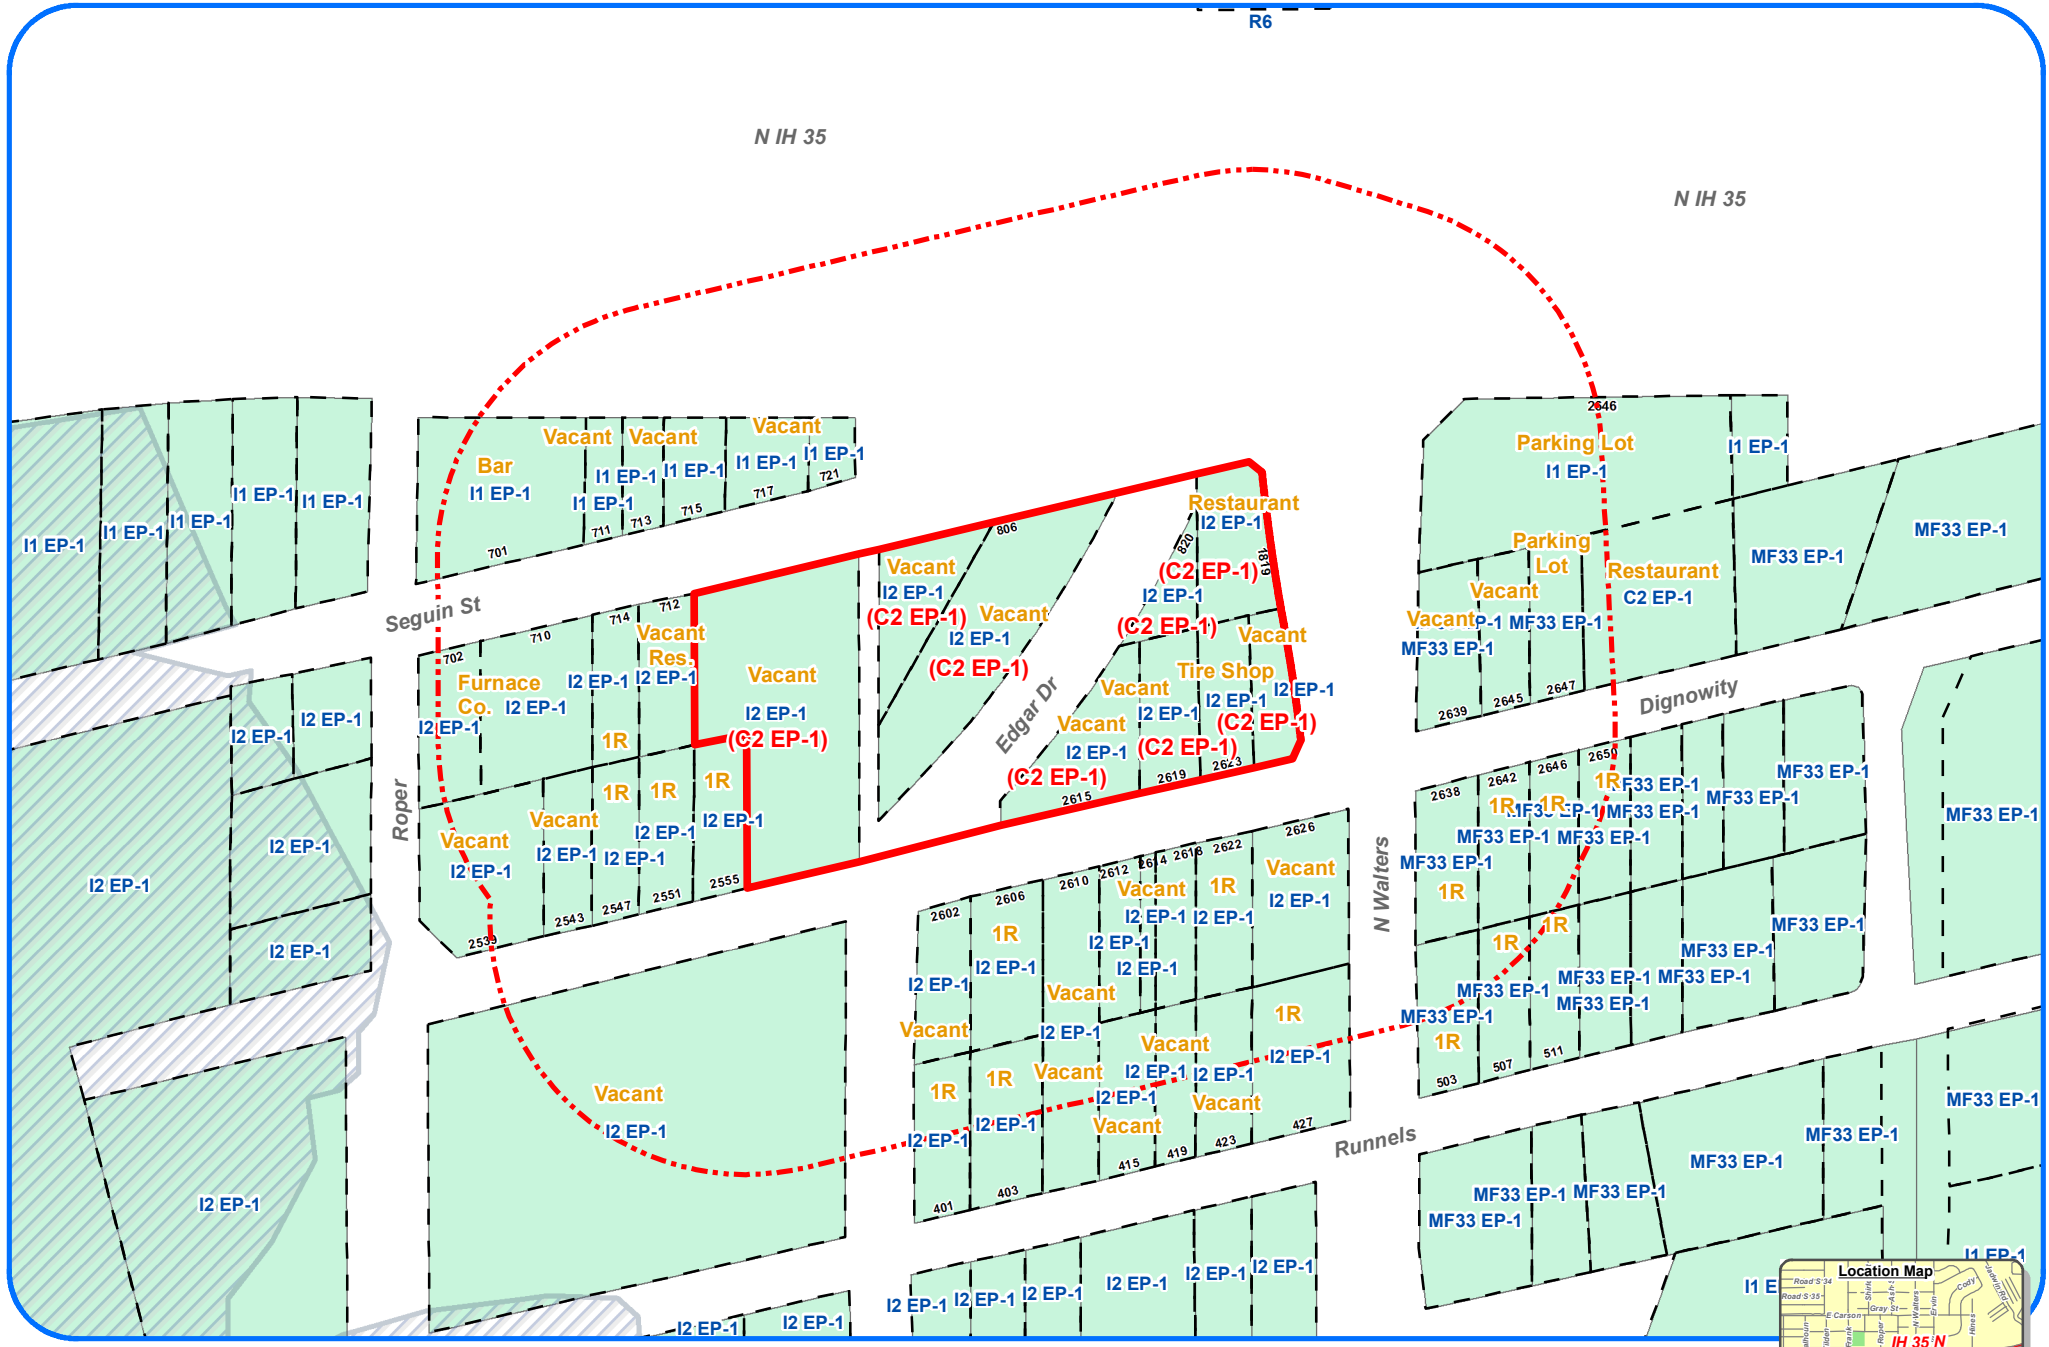 R6
N IH 35
N IH 35
Vacant
Vacant
Vacant
Bar
I1 EP-1
I1 EP-1
I1 EP-1
I1 EP-1
I1 EP-1
I1 EP-1
701
711
713
715
717
721
I1 EP-1
I1 EP-1
I1 EP-1
I1 EP-1
I1 EP-1
2646
Parking Lot
I1 EP-1
I1 EP-1
Parking
Lot
Restaurant
C2 EP-1
MF33 EP-1
MF33 EP-1
Vacant
Vacant
MF33 EP-1
MF33 EP-1
2639
2645
2647
Dignowity
Seguin St
806
Vacant
I2 EP-1
(C2 EP-1)
Vacant
I2 EP-1
(C2 EP-1)
Restaurant
I2 EP-1
820
1819
(C2 EP-1)
I2 EP-1
(C2 EP-1)
Vacant
Tire Shop
I2 EP-1
I2 EP-1
(C2 EP-1)
Vacant
I2 EP-1
(C2 EP-1)
Vacant
I2 EP-1
(C2 EP-1)
2615
2619
2623
Edgar Dr
702
710
714
712
Vacant
Res.
I2 EP-1
I2 EP-1
Furnace
Co.
I2 EP-1
I2 EP-1
1R
Vacant
I2 EP-1
(C2 EP-1)
1R
1R
1R
I2 EP-1
I2 EP-1
I2 EP-1
Vacant
I2 EP-1
Vacant
I2 EP-1
2539
2543
2547
2551
2555
Roper
I2 EP-1
I2 EP-1
I2 EP-1
I2 EP-1
I2 EP-1
I2 EP-1
Vacant
I2 EP-1
2602
2606
2610
2612
2614
2618
2622
2626
Vacant
I2 EP-1
1R
I2 EP-1
Vacant
I2 EP-1
I2 EP-1
I2 EP-1
1R
I2 EP-1
I2 EP-1
Vacant
I2 EP-1
Vacant
1R
I2 EP-1
Vacant
I2 EP-1
I2 EP-1
Vacant
I2 EP-1
Vacant
Vacant
1R
I2 EP-1
1R
I2 EP-1
401
403
415
419
423
427
N Walters
2638
2642
2646
2650
1R
1R
1R
MF33 EP-1
MF33 EP-1
MF33 EP-1
MF33 EP-1
MF33 EP-1
MF33 EP-1
MF33 EP-1
MF33 EP-1
MF33 EP-1
1R
1R
1R
MF33 EP-1
MF33 EP-1
MF33 EP-1
MF33 EP-1
MF33 EP-1
MF33 EP-1
MF33 EP-1
1R
503
507
511
Runnels
MF33 EP-1
MF33 EP-1
MF33 EP-1
MF33 EP-1
MF33 EP-1
MF33 EP-1
MF33 EP-1
I1 EP-1
I2 EP-1
I2 EP-1
I2 EP-1
I2 EP-1
I2 EP-1
I2 EP-1
I2 EP-1
I2 EP-1
Location Map
Road S 34
Road S 35
E Carson
Gray St
N Walters
Ervin
Cody
Hines
Roper
Frank
IH 35 N